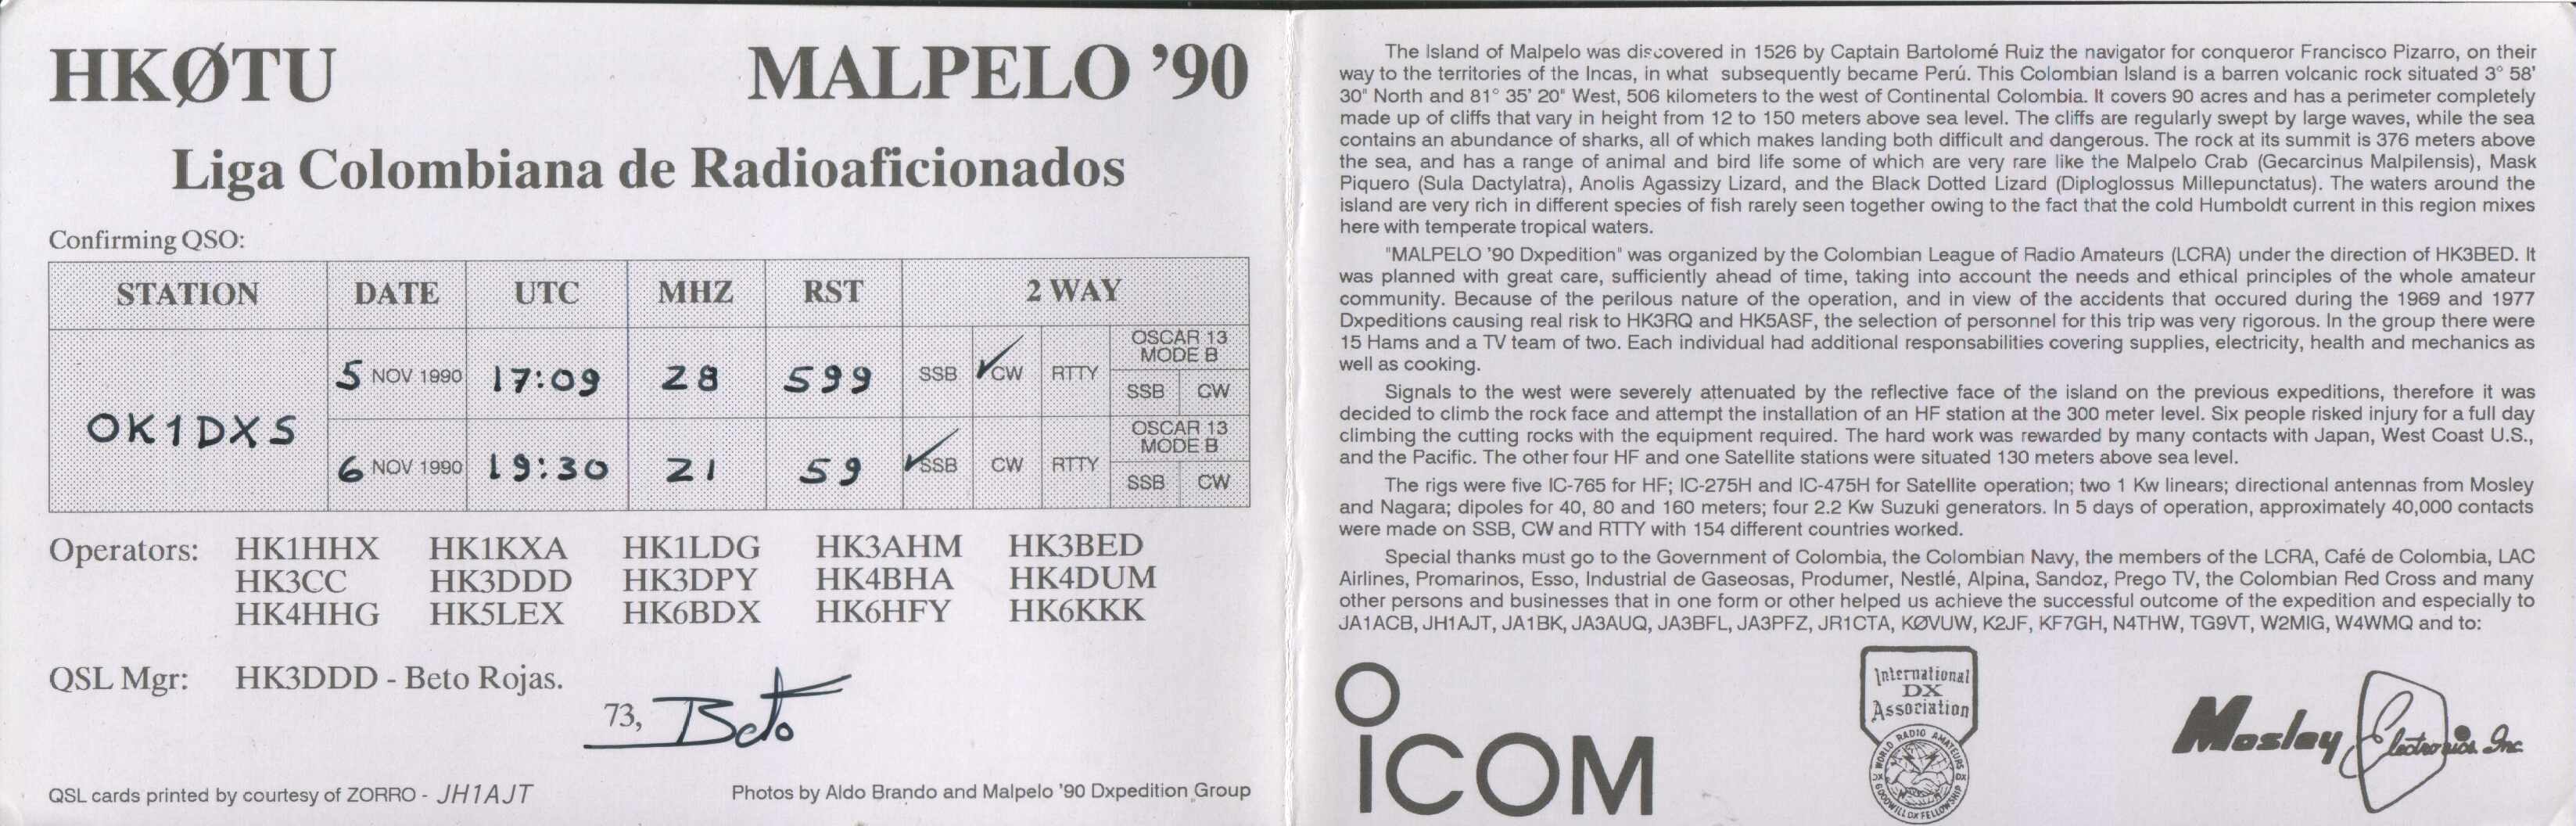 HKØTU MALPELO '90
Liga Colombiana de Radioaficionados
Confirming QSO:
STATION DATE UTC MHZ RST 2 WAY
OK1DXS
5 NOV 1990 17:09 28 599 SSB ✓CW RTTY OSCAR 13 MODE B SSB CW
6 NOV 1990 19:30 21 59 ✓SSB CW RTTY OSCAR 13 MODE B SSB CW
Operators: HK1HHX HK1KXA HK1LDG HK3AHM HK3BED
HK3CC HK3DDD HK3DPY HK4BHA HK4DUM
HK4HHG HK5LEX HK6BDX HK6HFY HK6KKK
QSL Mgr: HK3DDD - Beto Rojas.
73, Beto
QSL cards printed by courtesy of ZORRO - JH1AJT Photos by Aldo Brando and Malpelo '90 Dxpedition Group
The Island of Malpelo was discovered in 1526 by Captain Bartolomé Ruiz the navigator for conqueror Francisco Pizarro, on their
way to the territories of the Incas, in what subsequently became Perú. This Colombian Island is a barren volcanic rock situated 3° 58'
30" North and 81° 35' 20" West, 506 kilometers to the west of Continental Colombia. It covers 90 acres and has a perimeter completely
made up of cliffs that vary in height from 12 to 150 meters above sea level. The cliffs are regularly swept by large waves, while the sea
contains an abundance of sharks, all of which makes landing both difficult and dangerous. The rock at its summit is 376 meters above
the sea, and has a range of animal and bird life some of which are very rare like the Malpelo Crab (Gecarcinus Malpilensis), Mask
Piquero (Sula Dactylatra), Anolis Agassizy Lizard, and the Black Dotted Lizard (Diploglossus Millepunctatus). The waters around the
island are very rich in different species of fish rarely seen together owing to the fact that the cold Humboldt current in this region mixes
here with temperate tropical waters.
"MALPELO '90 Dxpedition" was organized by the Colombian League of Radio Amateurs (LCRA) under the direction of HK3BED. It
was planned with great care, sufficiently ahead of time, taking into account the needs and ethical principles of the whole amateur
community. Because of the perilous nature of the operation, and in view of the accidents that occured during the 1969 and 1977
Dxpeditions causing real risk to HK3RQ and HK5ASF, the selection of personnel for this trip was very rigorous. In the group there were
15 Hams and a TV team of two. Each individual had additional responsabilities covering supplies, electricity, health and mechanics as
well as cooking.
Signals to the west were severely attenuated by the reflective face of the island on the previous expeditions, therefore it was
decided to climb the rock face and attempt the installation of an HF station at the 300 meter level. Six people risked injury for a full day
climbing the cutting rocks with the equipment required. The hard work was rewarded by many contacts with Japan, West Coast U.S.,
and the Pacific. The other four HF and one Satellite stations were situated 130 meters above sea level.
The rigs were five IC-765 for HF; IC-275H and IC-475H for Satellite operation; two 1 Kw linears; directional antennas from Mosley
and Nagara; dipoles for 40, 80 and 160 meters; four 2.2 Kw Suzuki generators. In 5 days of operation, approximately 40,000 contacts
were made on SSB, CW and RTTY with 154 different countries worked.
Special thanks must go to the Government of Colombia, the Colombian Navy, the members of the LCRA, Café de Colombia, LAC
Airlines, Promarinos, Esso, Industrial de Gaseosas, Produmer, Nestlé, Alpina, Sandoz, Prego TV, the Colombian Red Cross and many
other persons and businesses that in one form or other helped us achieve the successful outcome of the expedition and especially to
JA1ACB, JH1AJT, JA1BK, JA3AUQ, JA3BFL, JA3PFZ, JR1CTA, KØVUW, K2JF, KF7GH, N4THW, TG9VT, W2MIG, W4WMQ and to:
ICOM
International
DX
Association
WORLD RADIO AMATEURS
DX GOODWILL DX FELLOWSHIP DX
Mosley Electronics, Inc.